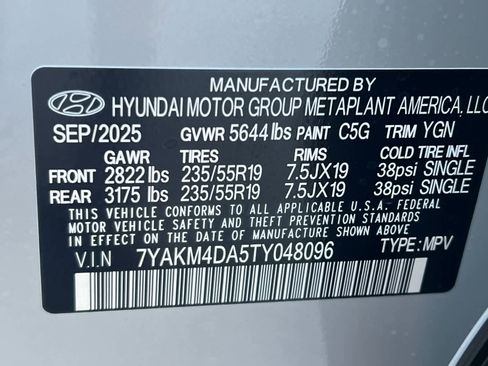 MANUFACTURED BY
HYUNDAI MOTOR GROUP METAPLANT AMERICA, LLC
SEP/2025 GVWR 5644 lbs PAINT C5G TRIM YGN
GAWR TIRES RIMS COLD TIRE INFL
FRONT 2822 lbs 235/55R19 7.5JX19 38psi SINGLE
REAR 3175 lbs 235/55R19 7.5JX19 38psi SINGLE
THIS VEHICLE CONFORMS TO ALL APPLICABLE U.S.A. FEDERAL
MOTOR VEHICLE SAFETY AND THEFT PREVENTION STANDARDS
IN EFFECT ON THE DATE OF MANUFACTURE SHOWN ABOVE.
V.I.N 7YAKM4DA5TY048096 TYPE: MPV